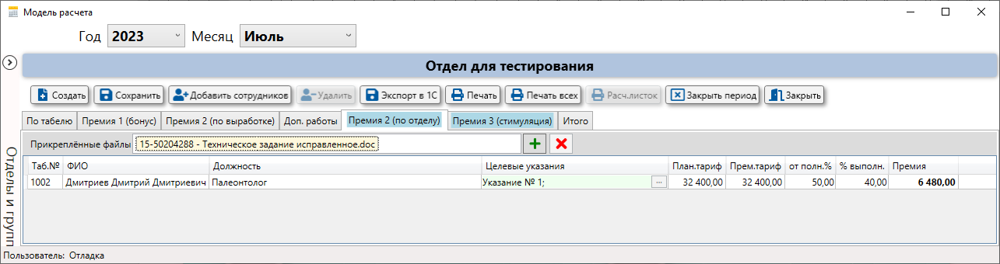 Модель расчета
Год 2023 Месяц Июль
Отдел для тестирования
Создать Сохранить Добавить сотрудников Удалить Экспорт в 1С Печать Печать всех Расч.листок Закрыть период Закрыть
По табелю Премия 1 (бонус) Премия 2 (по выработке) Доп. работы Премия 2 (по отделу) Премия 3 (стимуляция) Итого
Прикреплённые файлы 15-50204288 - Техническое задание исправленное.doc
Таб.№ ФИО Должность Целевые указания План.тариф Прем.тариф от полн.% % выполн. Премия
1002 Дмитриев Дмитрий Дмитриевич Палеонтолог Указание № 1; ... 32 400,00 32 400,00 50,00 40,00 6 480,00
Отделы и групп
Пользователь: Отладка